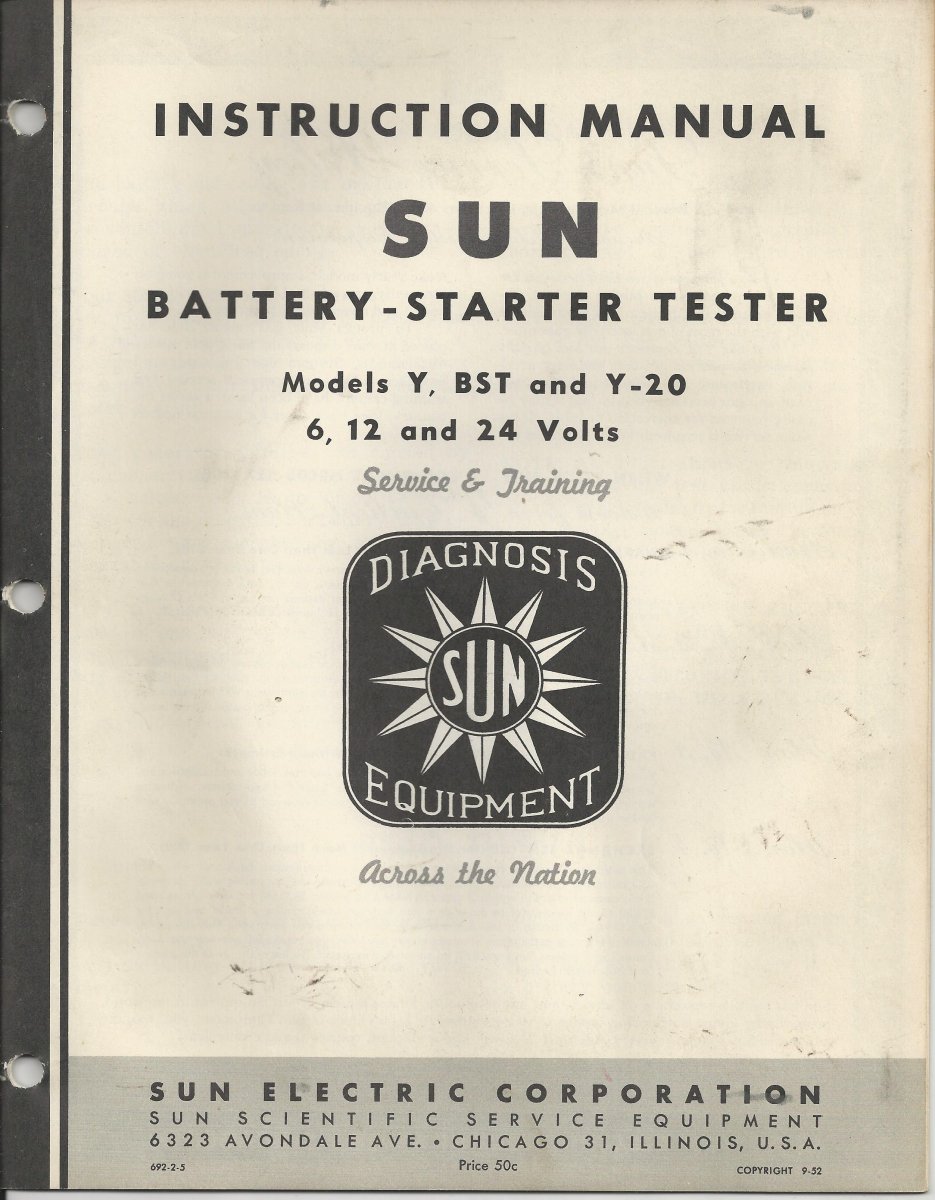 INSTRUCTION MANUAL
SUN
BATTERY-STARTER TESTER
Models Y, BST and Y-20
6, 12 and 24 Volts
Service & Training
DIAGNOSIS
SUN
EQUIPMENT
Across the Nation
SUN ELECTRIC CORPORATION
SUN SCIENTIFIC SERVICE EQUIPMENT
6323 AVONDALE AVE. • CHICAGO 31, ILLINOIS, U.S.A.
692-2-5 Price 50c COPYRIGHT 9-52